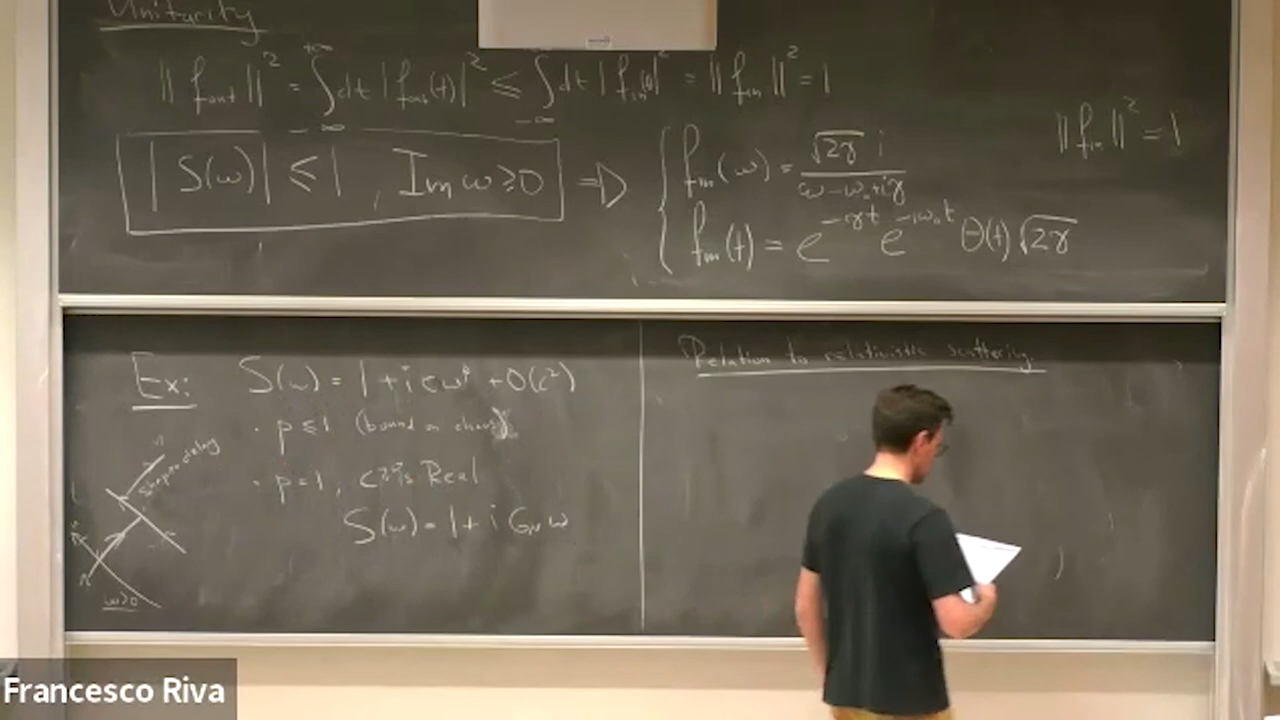 Unitarity
|| f_out ||² = ∫_{-∞}^{+∞} dt |f_out(t)|² ≤ ∫_{-∞}^{∞} dt |f_in(t)|² = || f_in ||² = 1
|| f_in ||² = 1
|S(ω)| ≤ 1, Im ω ≥ 0 ⇒
f_in(ω) = √2γ i / (ω - ω₀ + iγ)
f_in(t) = e^{-γt} e^{-iω₀t} Θ(t) √2γ
Ex: S(ω) = 1 + i c ω^p + O(c²)
• p ≤ 1 (bound on
• p = 1, c is Real
S(ω) = 1 + i G_N ω
Shapiro delay
ω>0
Relation to relativistic scattering.
Francesco Riva